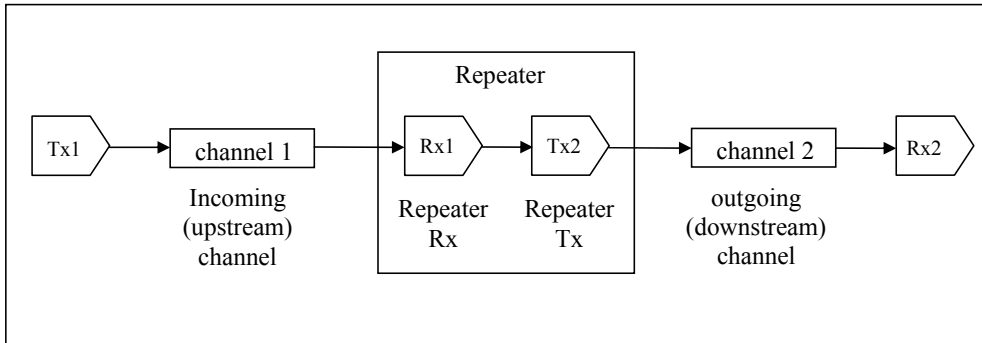 Repeater
Tx1
channel 1
Rx1
Tx2
channel 2
Rx2
Incoming
(upstream)
channel
Repeater
Rx
Repeater
Tx
outgoing
(downstream)
channel